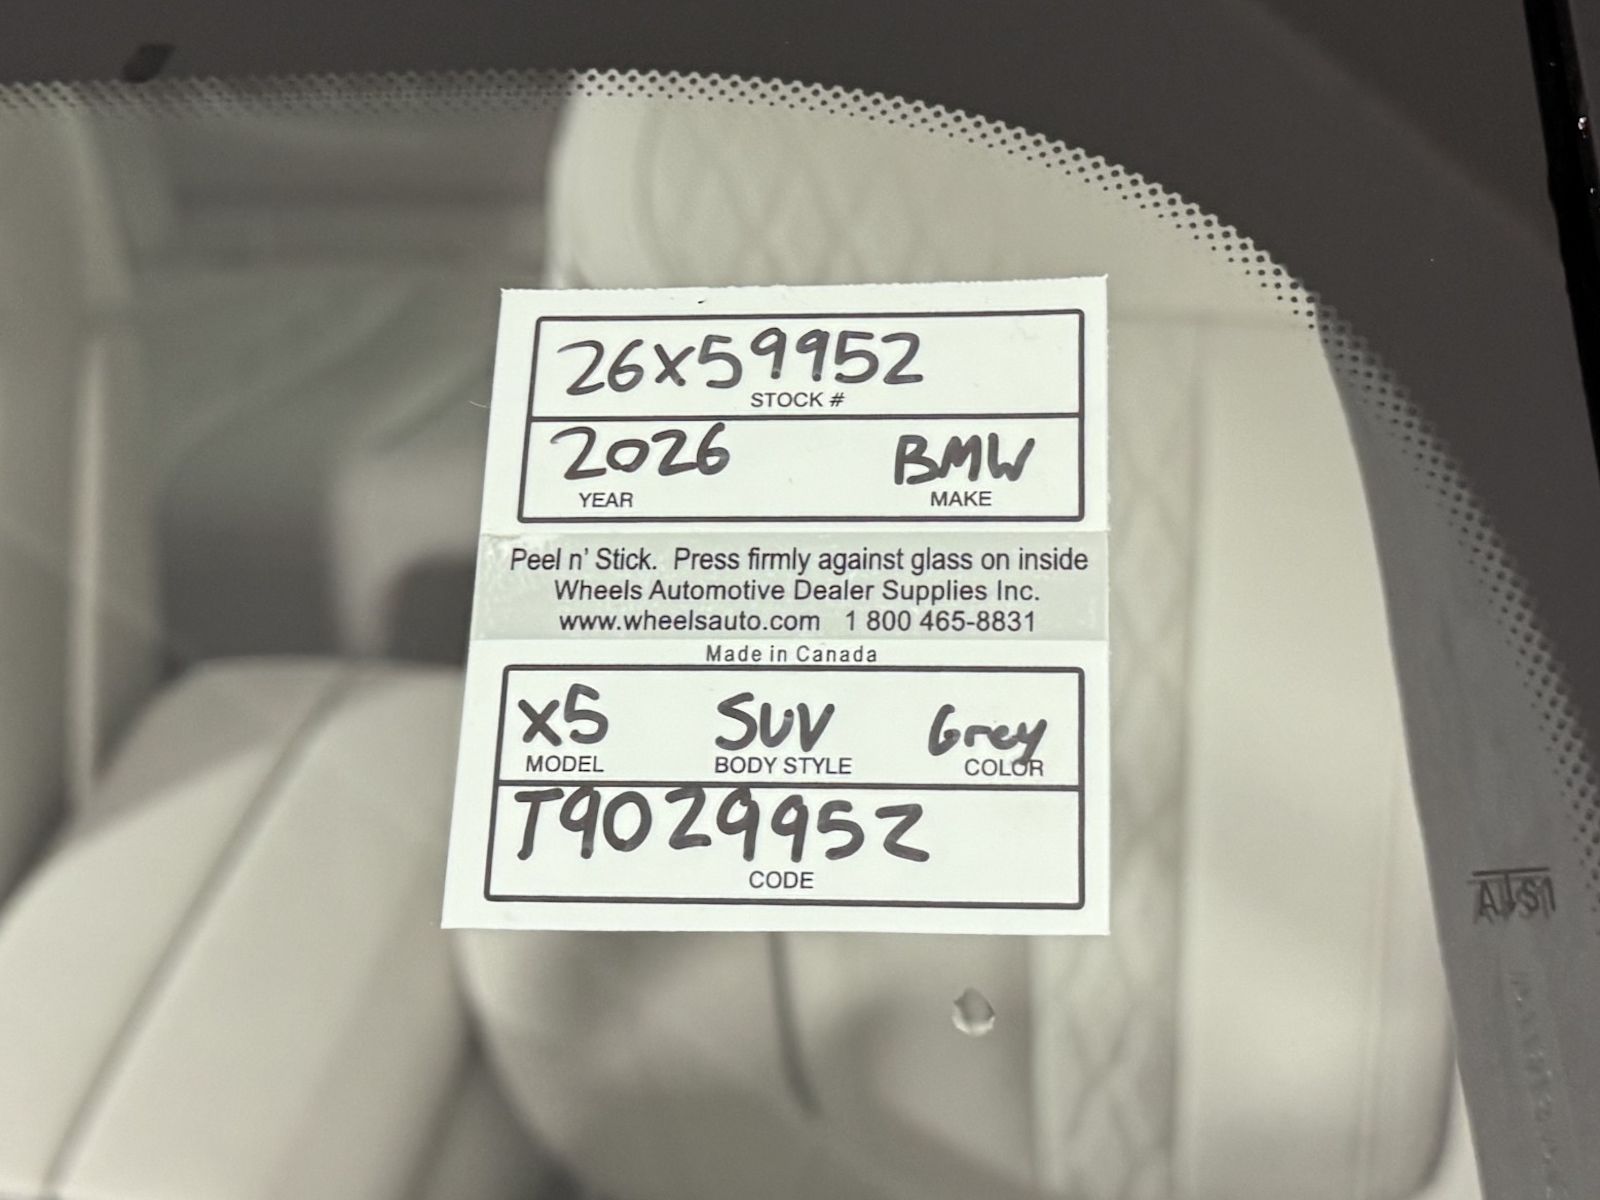 26X59952
STOCK #
2026 BMW
YEAR MAKE
Peel n' Stick. Press firmly against glass on inside
Wheels Automotive Dealer Supplies Inc.
www.wheelsauto.com 1 800 465-8831
Made in Canada
X5 SUV Grey
MODEL BODY STYLE COLOR
T9029952
CODE